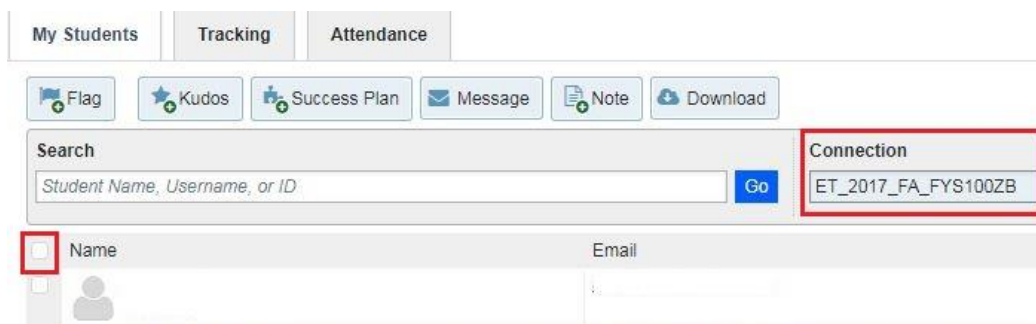 My Students Tracking Attendance
Flag Kudos Success Plan Message Note Download
Search Connection
Student Name, Username, or ID Go ET_2017_FA_FYS100ZB
Name Email